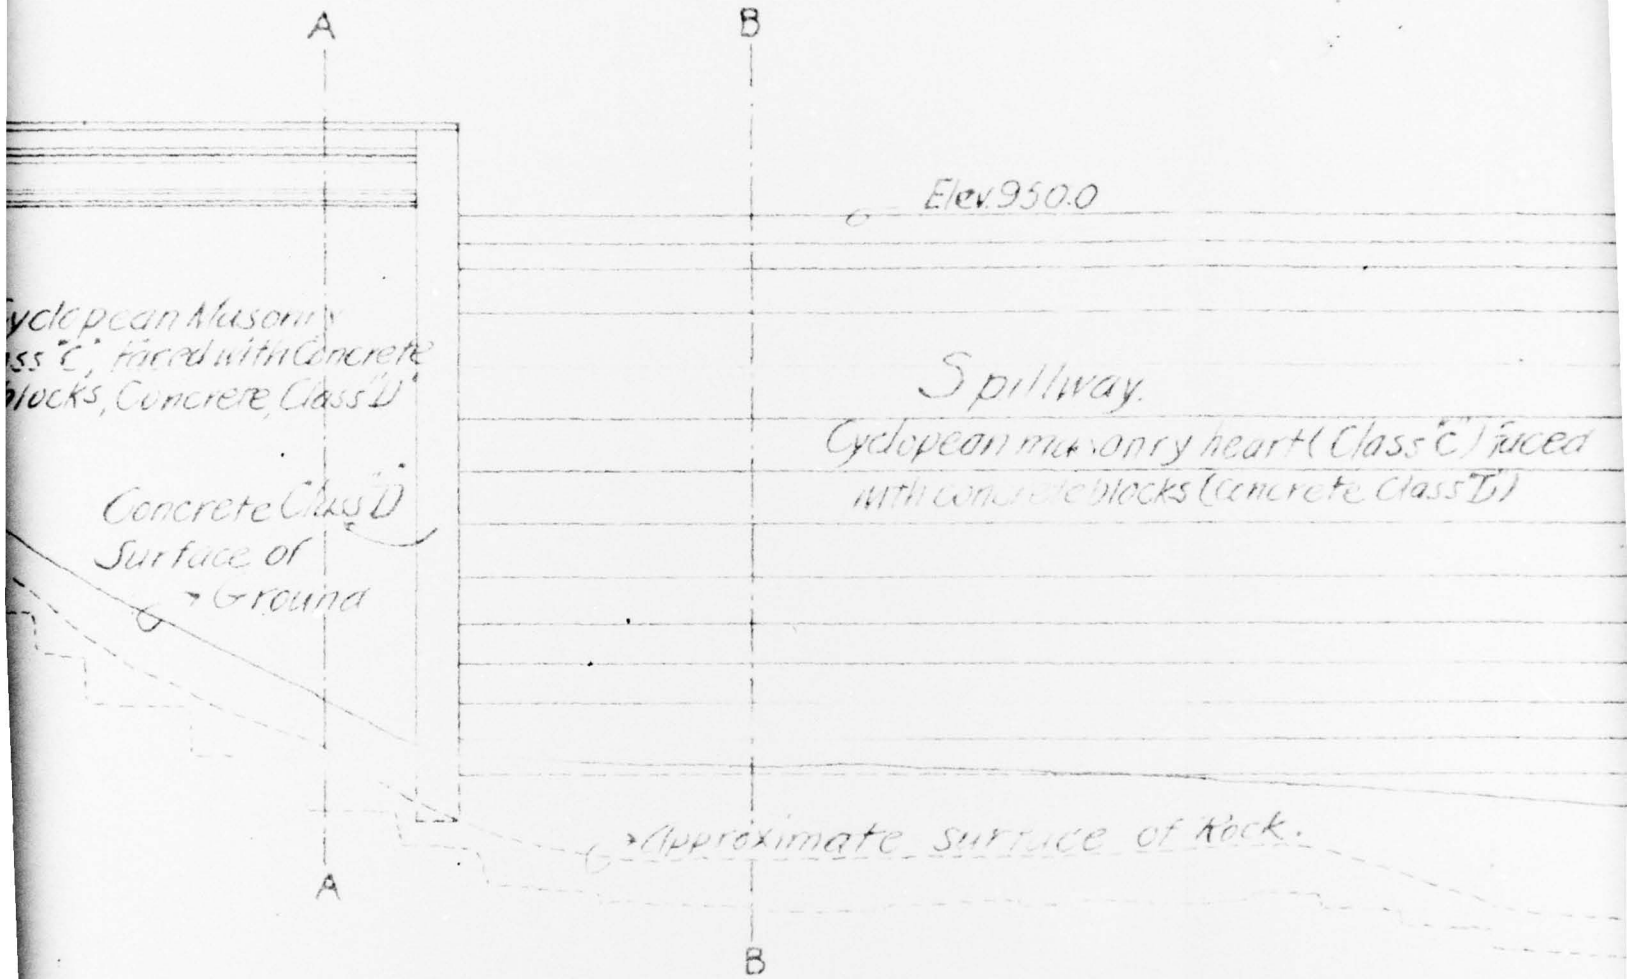 A
B
Elev. 950.0
Cyclopean Masonry
ass "C", faced with Concrete
blocks, Concrete, Class "D"
Spillway.
Cyclopean masonry heart (Class "C") faced
with concrete blocks (Concrete Class "D")
Concrete Class "D"
Surface of
Ground
Approximate surface of Rock.
A
B